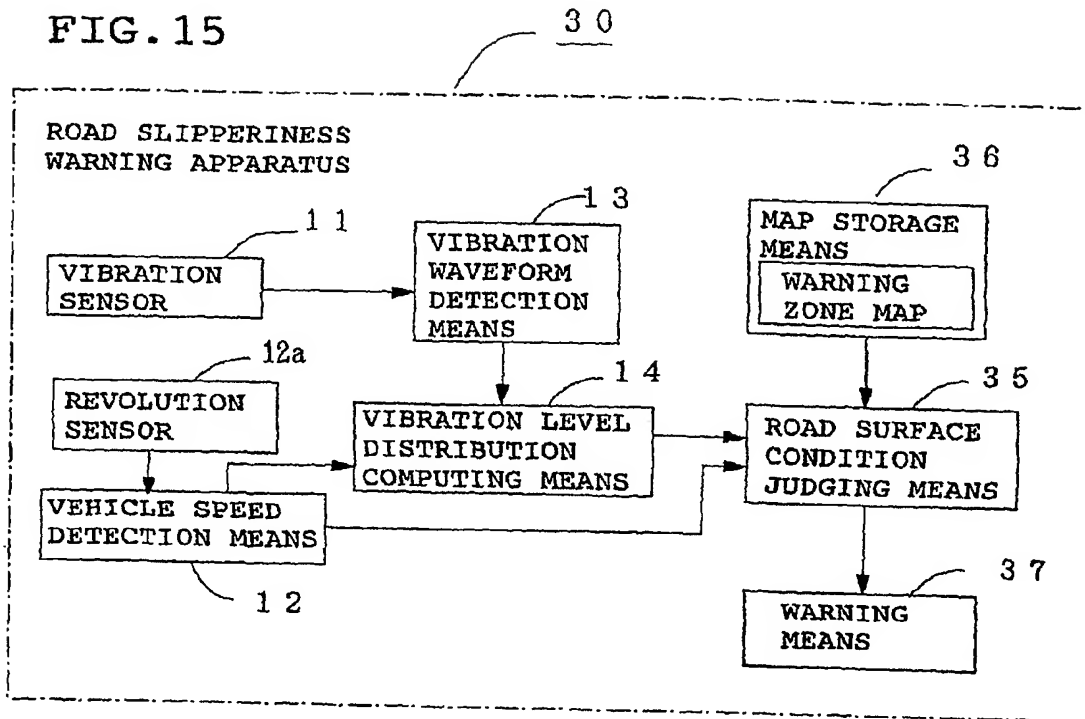 FIG.15
30
ROAD SLIPPERINESS
WARNING APPARATUS
36
11
13
MAP STORAGE
MEANS
WARNING
ZONE MAP
VIBRATION
SENSOR
VIBRATION
WAVEFORM
DETECTION
MEANS
12a
14
35
REVOLUTION
SENSOR
VIBRATION LEVEL
DISTRIBUTION
COMPUTING MEANS
ROAD SURFACE
CONDITION
JUDGING MEANS
VEHICLE SPEED
DETECTION MEANS
12
37
WARNING
MEANS